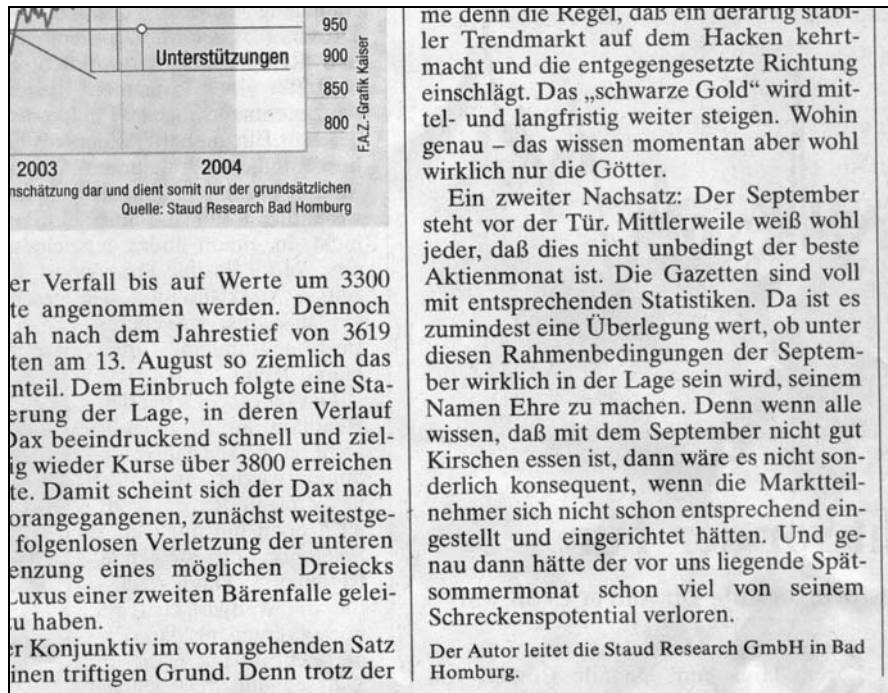 950
900
850
800
Unterstützungen
F.A.Z.-Grafik Kaiser
2003 2004
nschätzung dar und dient somit nur der grundsätzlichen
Quelle: Staud Research Bad Homburg
er Verfall bis auf Werte um 3300
te angenommen werden. Dennoch
ah nach dem Jahrestief von 3619
ten am 13. August so ziemlich das
nteil. Dem Einbruch folgte eine Sta-
erung der Lage, in deren Verlauf
Dax beeindruckend schnell und ziel-
ig wieder Kurse über 3800 erreichen
te. Damit scheint sich der Dax nach
orangegangenen, zunächst weitestge-
folgenlosen Verletzung der unteren
enzung eines möglichen Dreiecks
Luxus einer zweiten Bärenfalle gelei-
zu haben.
er Konjunktiv im vorangehenden Satz
inen triftigen Grund. Denn trotz der
me denn die Regel, daß ein derartig stabi-
ler Trendmarkt auf dem Hacken kehrt-
macht und die entgegengesetzte Richtung
einschlägt. Das „schwarze Gold“ wird mit-
tel- und langfristig weiter steigen. Wohin
genau – das wissen momentan aber wohl
wirklich nur die Götter.
Ein zweiter Nachsatz: Der September
steht vor der Tür. Mittlerweile weiß wohl
jeder, daß dies nicht unbedingt der beste
Aktienmonat ist. Die Gazetten sind voll
mit entsprechenden Statistiken. Da ist es
zumindest eine Überlegung wert, ob unter
diesen Rahmenbedingungen der Septem-
ber wirklich in der Lage sein wird, seinem
Namen Ehre zu machen. Denn wenn alle
wissen, daß mit dem September nicht gut
Kirschen essen ist, dann wäre es nicht son-
derlich konsequent, wenn die Marktteil-
nehmer sich nicht schon entsprechend ein-
gestellt und eingerichtet hätten. Und ge-
nau dann hätte der vor uns liegende Spät-
sommermonat schon viel von seinem
Schreckenspotential verloren.
Der Autor leitet die Staud Research GmbH in Bad
Homburg.